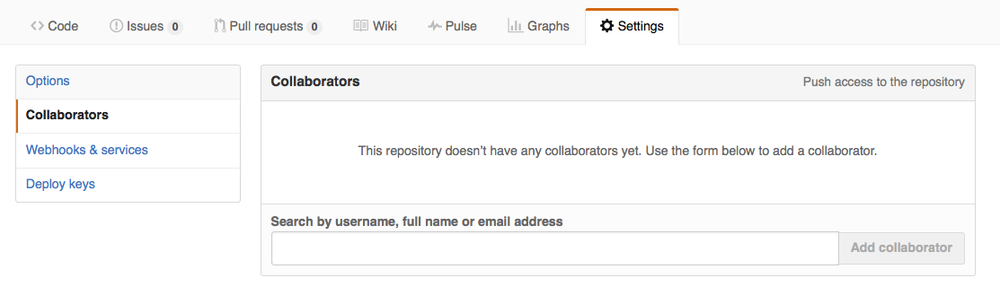 Code Issues 0 Pull requests 0 Wiki Pulse Graphs Settings
Options
Collaborators
Webhooks & services
Deploy keys
Collaborators Push access to the repository
This repository doesn't have any collaborators yet. Use the form below to add a collaborator.
Search by username, full name or email address
Add collaborator